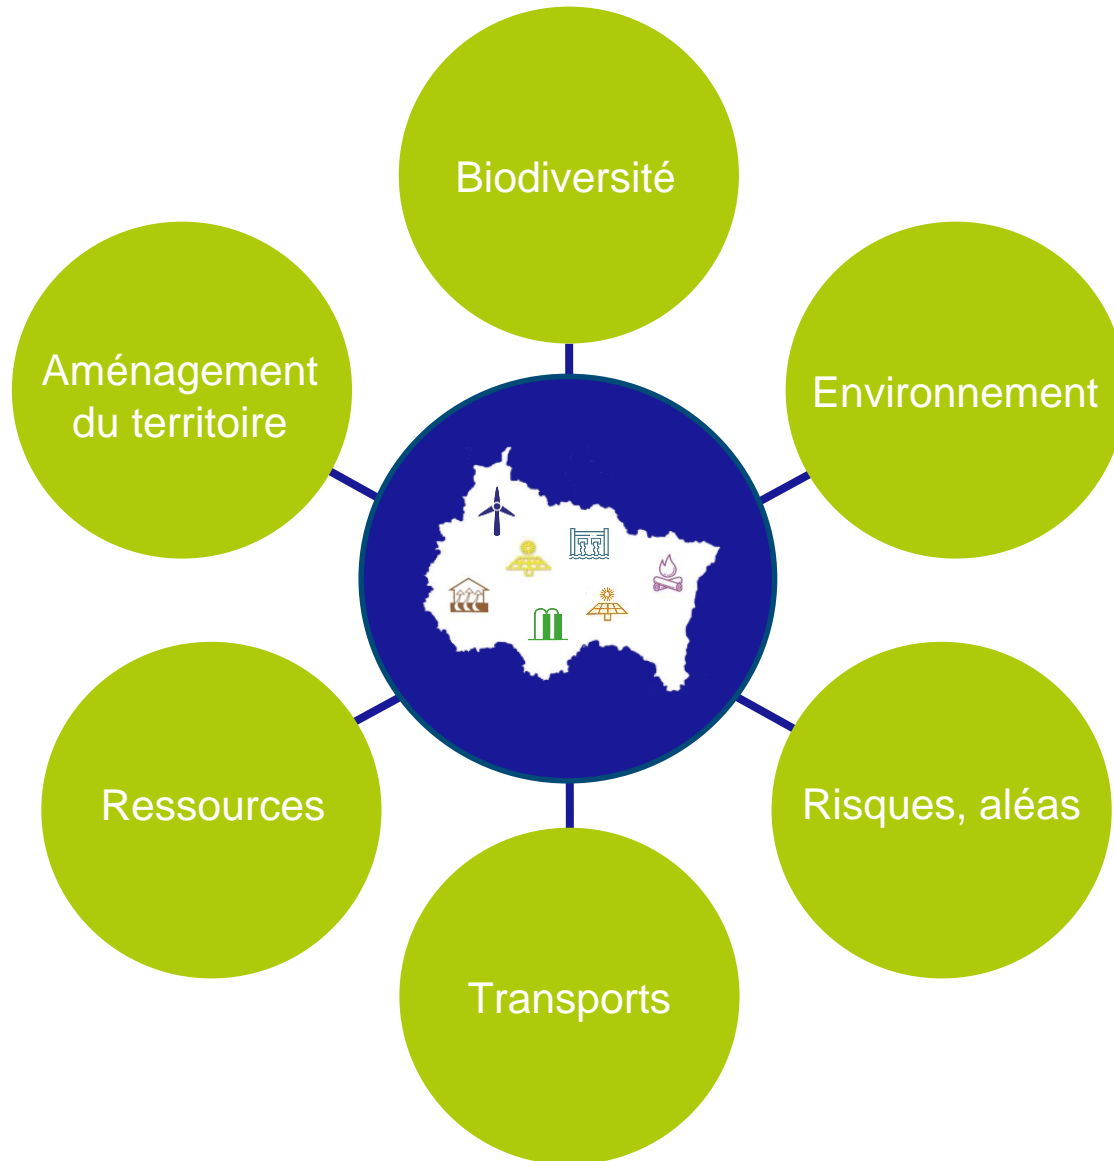 Biodiversité
Aménagement
du territoire
Environnement
Ressources
Risques, aléas
Transports